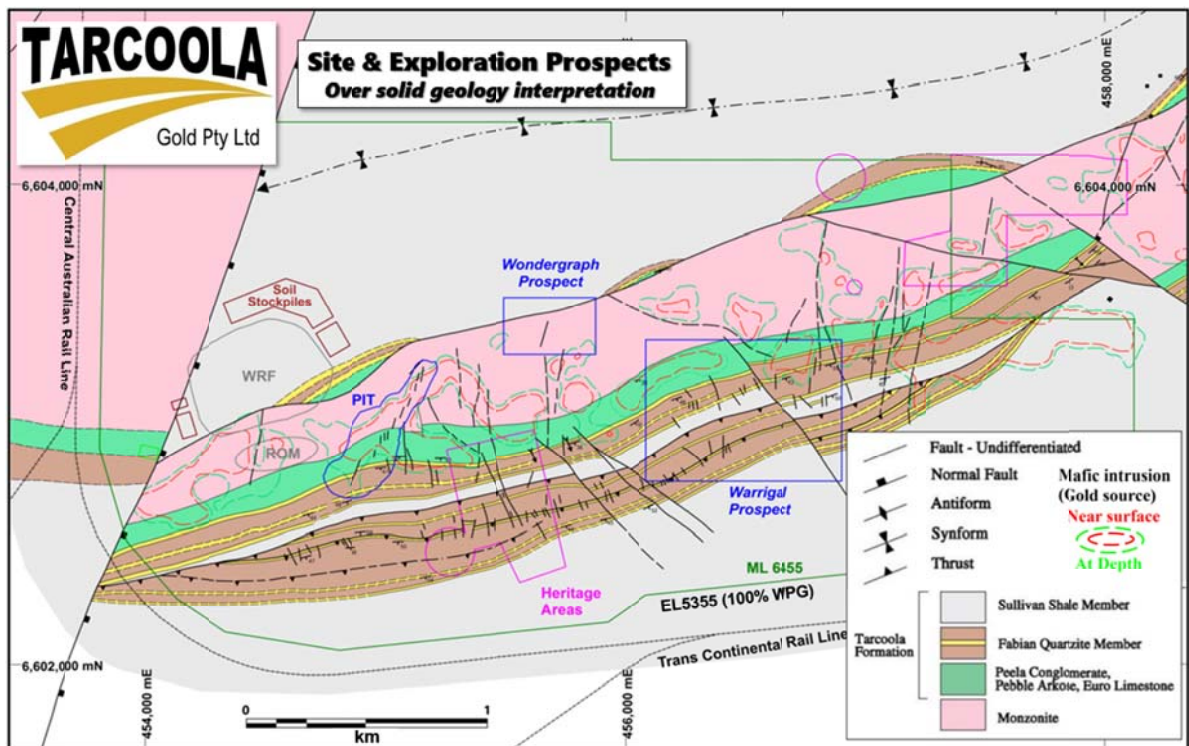 TARCOOLA
Gold Pty Ltd
Site & Exploration Prospects
Over solid geology interpretation
458,000 mE
6,604,000 mN
6,604,000 mN
Central Australian Rail Line
Wondergraph
Prospect
Soil
Stockpiles
WRF
PIT
ROM
Warrigal
Prospect
Heritage
Areas
ML 6455
EL5355 (100% WPG)
Trans Continental Rail Line
6,602,000 mN
454,000 mE
456,000 mE
0
1
km
Fault - Undifferentiated
Normal Fault
Antiform
Synform
Thrust
Mafic intrusion
(Gold source)
Near surface
At Depth
Tarcoola
Formation
Sullivan Shale Member
Fabian Quartzite Member
Peela Conglomerate,
Pebble Arkose, Euro Limestone
Monzonite